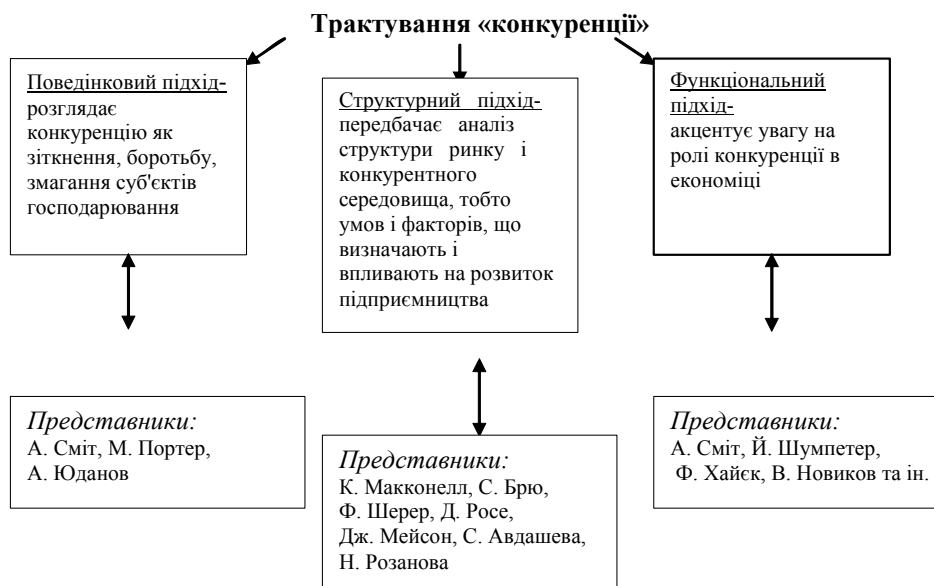 Трактування «конкуренції»
Поведінковий підхід-
розглядає
конкуренцію як
зіткнення, боротьбу,
змагання суб'єктів
господарювання
Структурний підхід-
передбачає аналіз
структури ринку і
конкурентного
середовища, тобто
умов і факторів, що
визначають і
впливають на розвиток
підприємництва
Функціональний
підхід-
акцентує увагу на
ролі конкуренції в
економіці
Представники:
А. Сміт, М. Портер,
А. Юданов
Представники:
К. Макконелл, С. Брю,
Ф. Шерер, Д. Росе,
Дж. Мейсон, С. Авдашева,
Н. Розанова
Представники:
А. Сміт, Й. Шумпетер,
Ф. Хайєк, В. Новиков та ін.